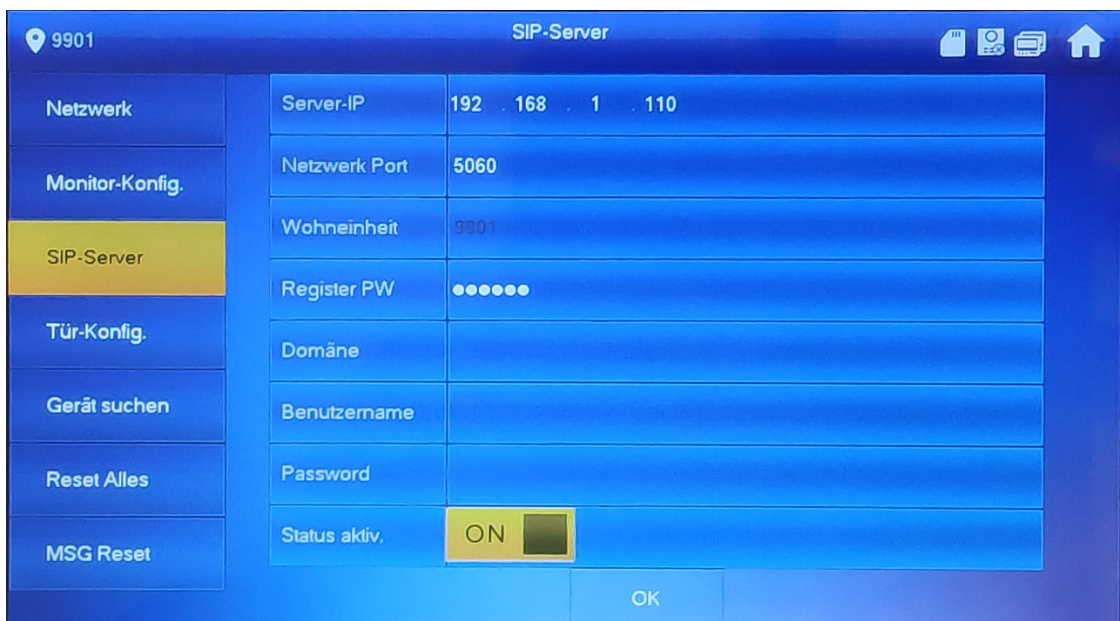 9901
SIP-Server
Netzwerk
Monitor-Konfig.
SIP-Server
Tür-Konfig.
Gerät suchen
Reset Alles
MSG Reset
Server-IP 192 . 168 . 1 . 110
Netzwerk Port 5060
Wohneinheit 9901
Register PW ●●●●●●
Domäne
Benutzername
Password
Status aktiv. ON
OK